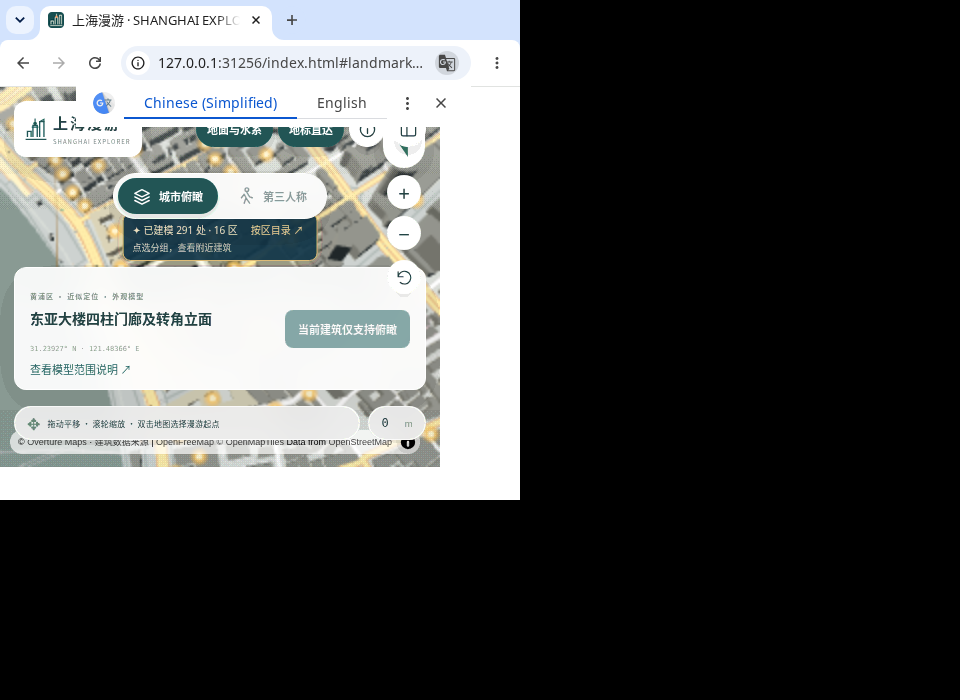 上海漫游 · SHANGHAI EXPLO
127.0.0.1:31256/index.html#landmark...
Chinese (Simplified)
English
上海漫游
SHANGHAI EXPLORER
地面与水系
地标直达
城市俯瞰
第三人称
✦ 已建模 291 处 · 16 区 按区目录 ↗
点选分组，查看附近建筑
黄浦区 · 近似定位 · 外观模型
东亚大楼四柱门廊及转角立面
当前建筑仅支持俯瞰
31.23927° N · 121.48366° E
查看模型范围说明 ↗
拖动平移 · 滚轮缩放 · 双击地图选择漫游起点
0 m
© Overture Maps · 建筑数据来源 | OpenFreeMap © OpenMapTiles Data from OpenStreetMap